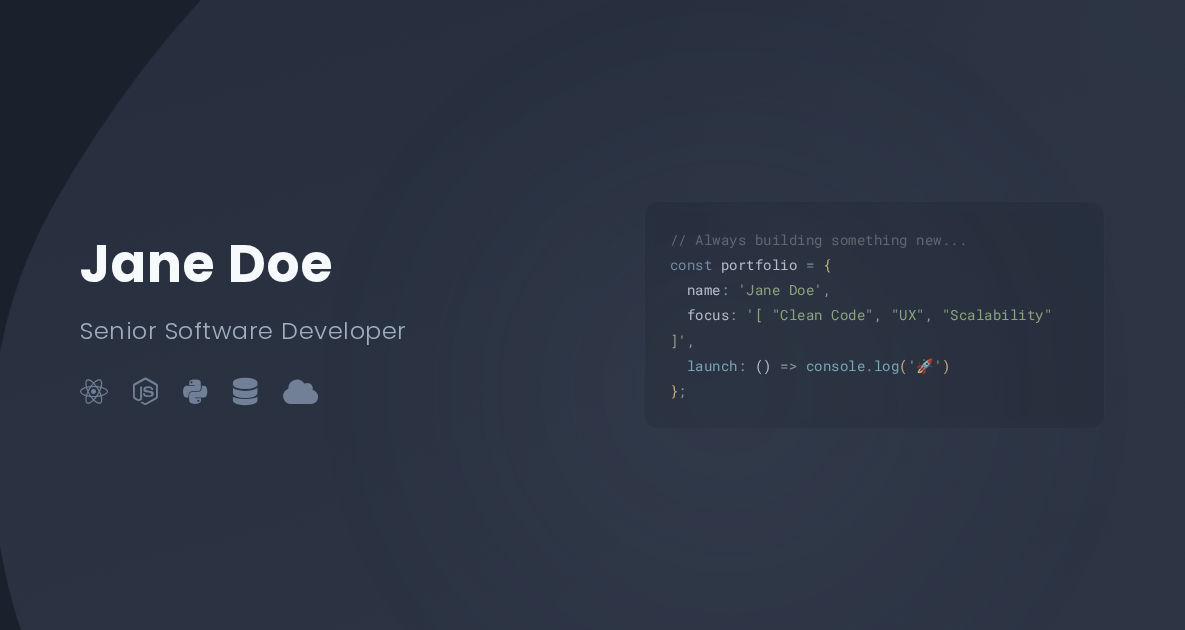 Jane Doe
Senior Software Developer
// Always building something new...
const portfolio = {
  name: 'Jane Doe',
  focus: '[ "Clean Code", "UX", "Scalability"
]',
  launch: () => console.log('🚀')
};